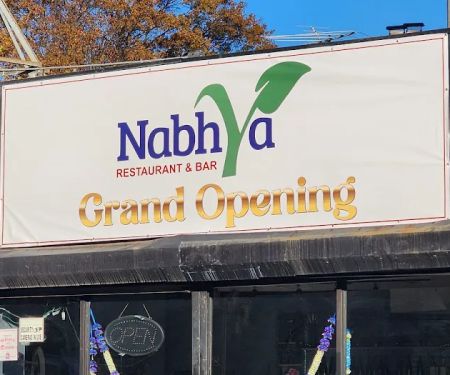 Nabhya
RESTAURANT & BAR
Grand Opening
OPEN